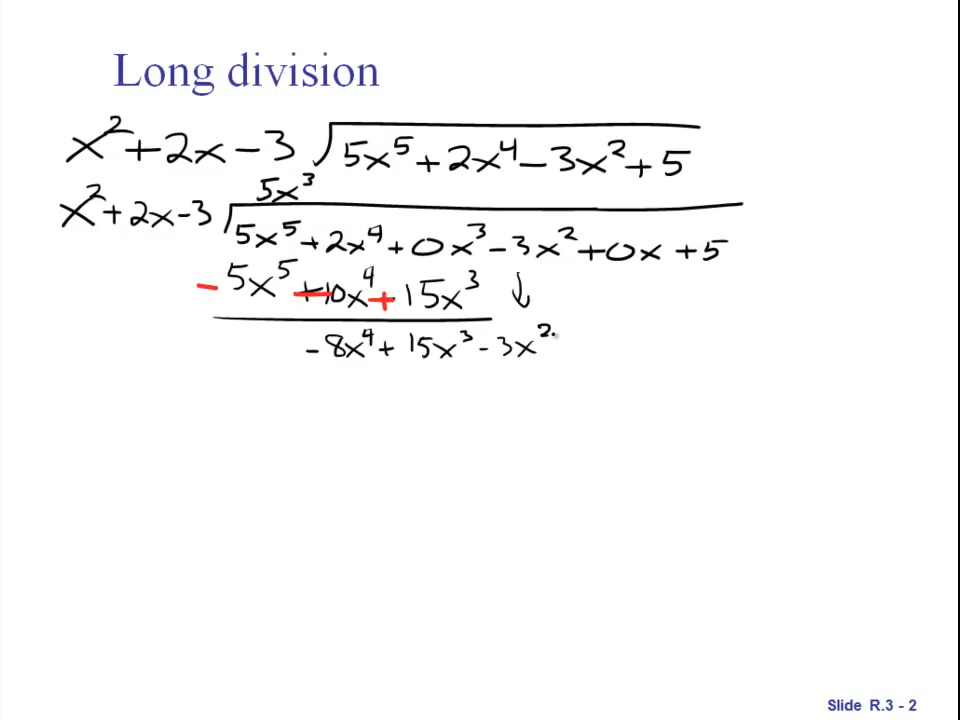 Long division
x² + 2x − 3 ⟌ 5x⁵ + 2x⁴ − 3x² + 5
5x³
x² + 2x − 3 ⟌ 5x⁵ + 2x⁴ + 0x³ − 3x² + 0x + 5
− 5x⁵ − 10x⁴ + 15x³ ↓
− 8x⁴ + 15x³ − 3x²
Slide R.3 - 2